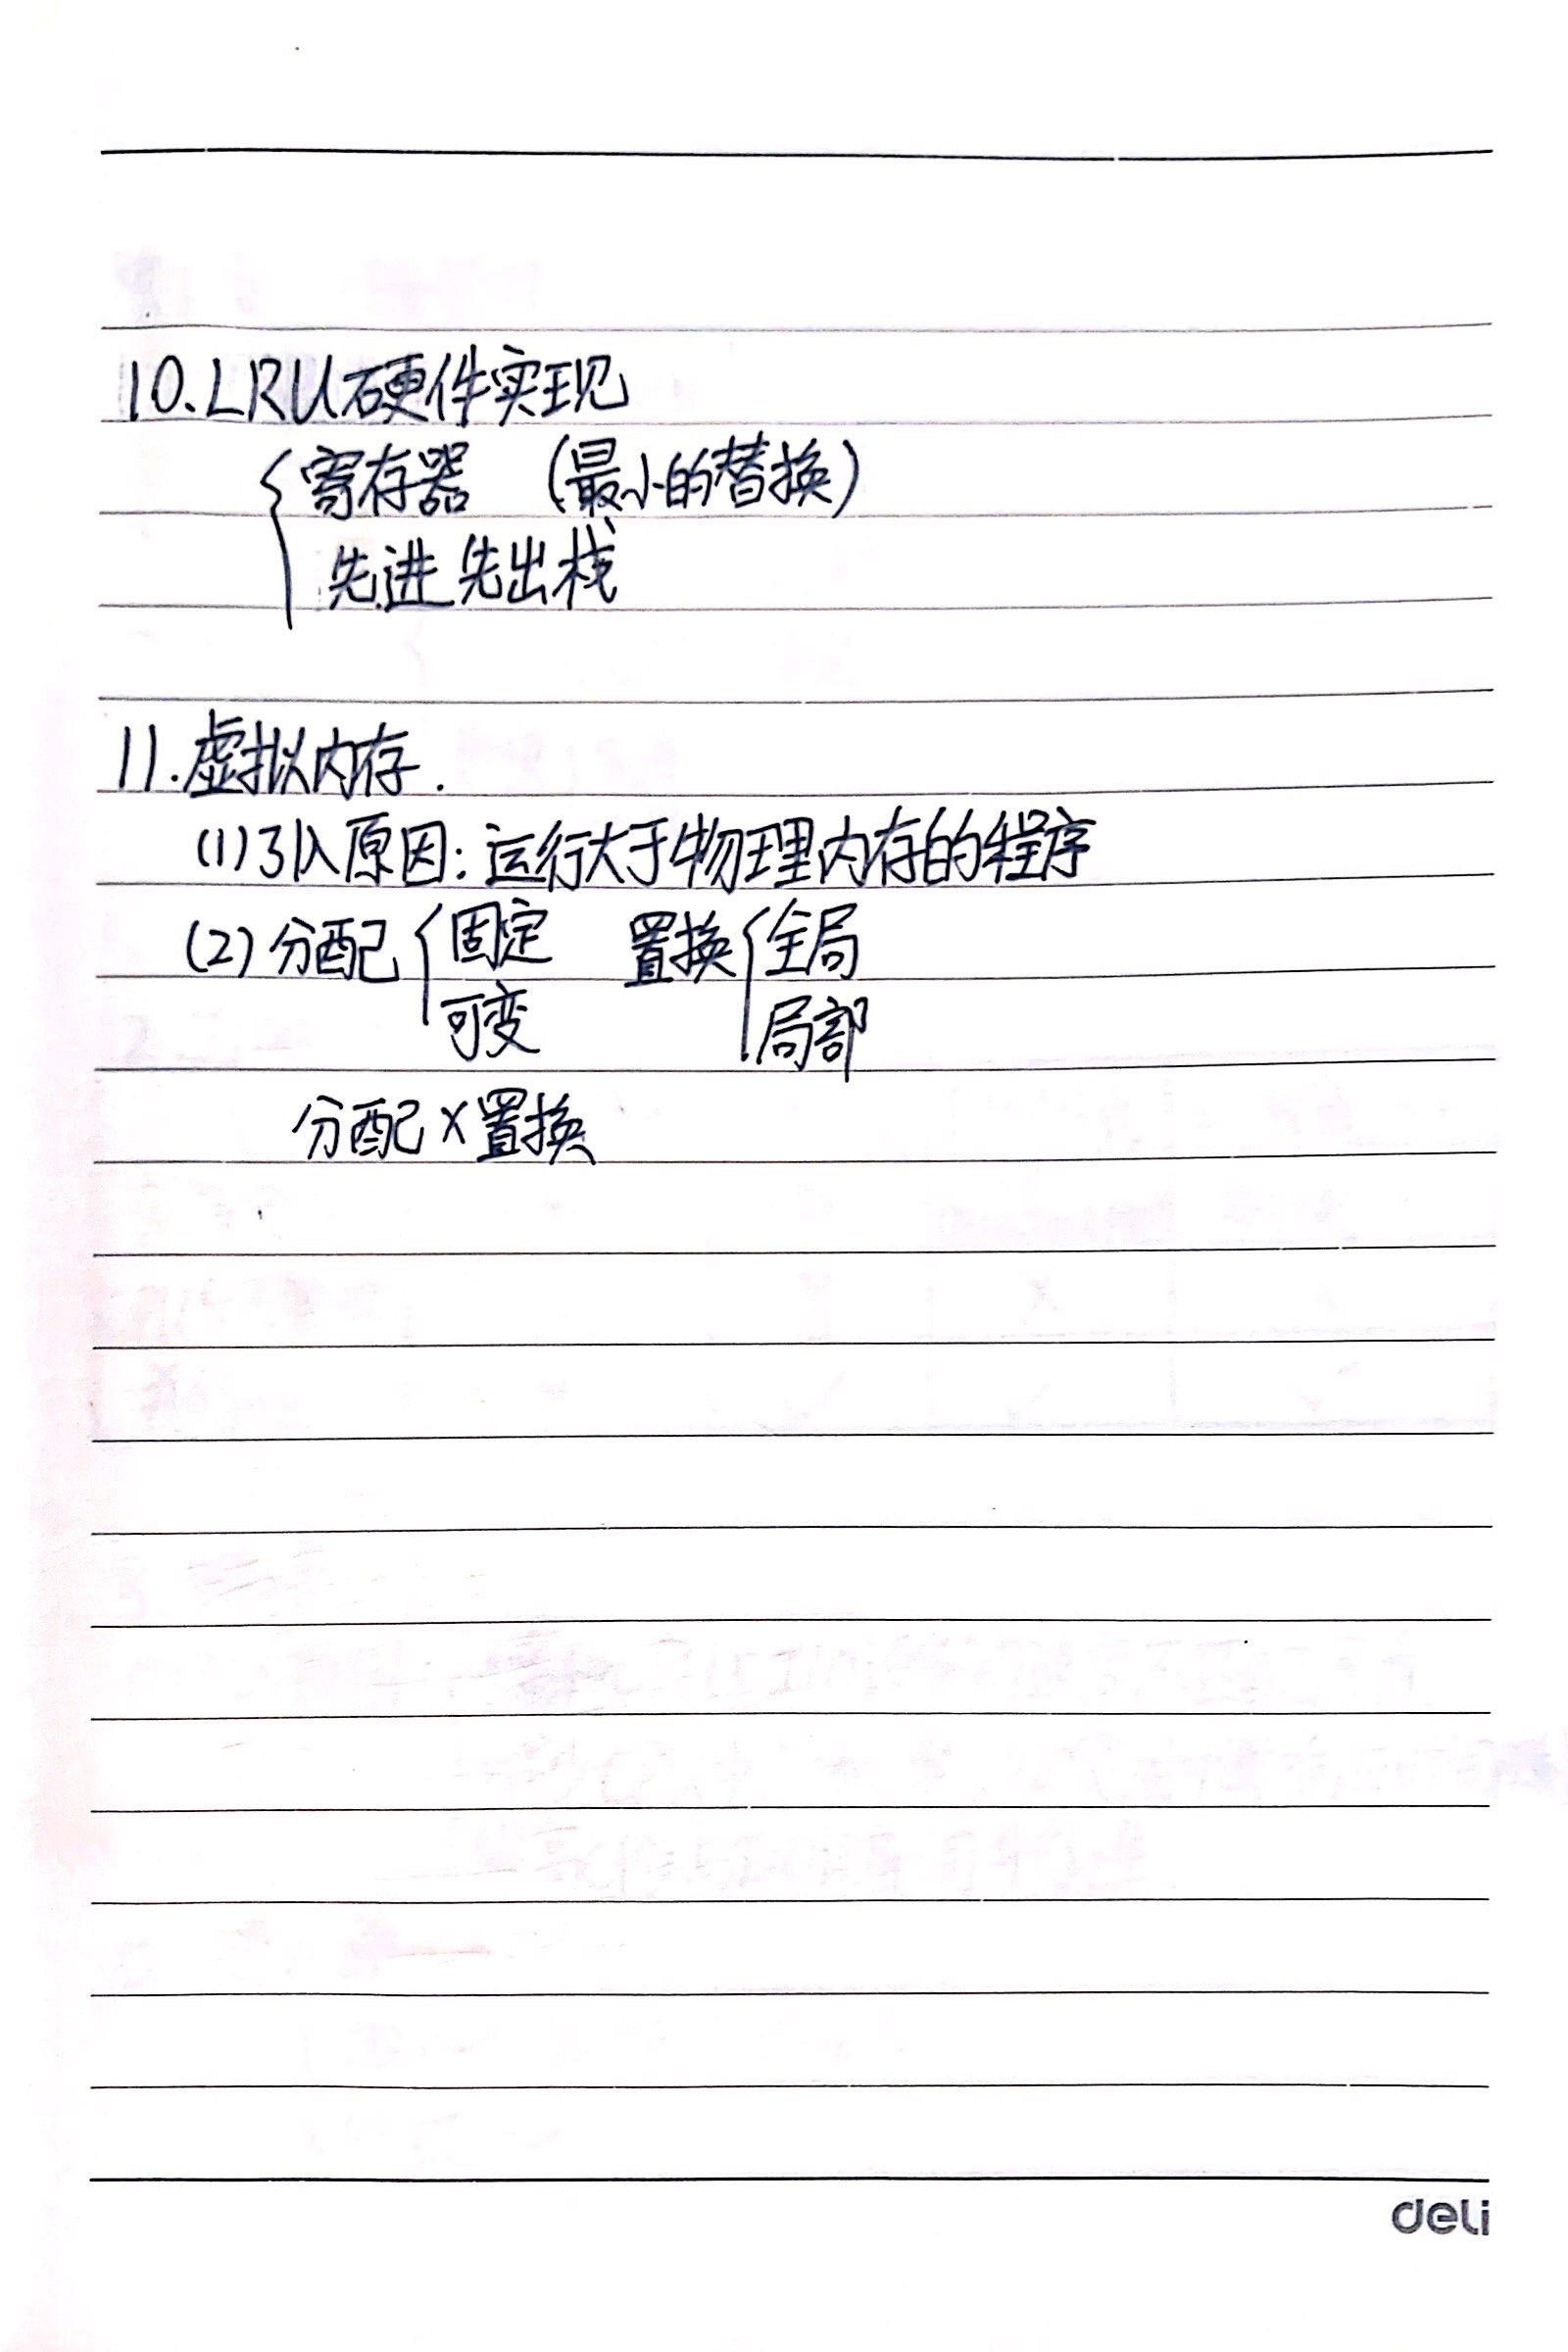 10.LRU硬件实现
寄存器 (最小的替换)
先进先出栈
11.虚拟内存.
(1)引入原因:运行大于物理内存的程序
(2)分配 固定 置换 全局
可变 局部
分配×置换
deli